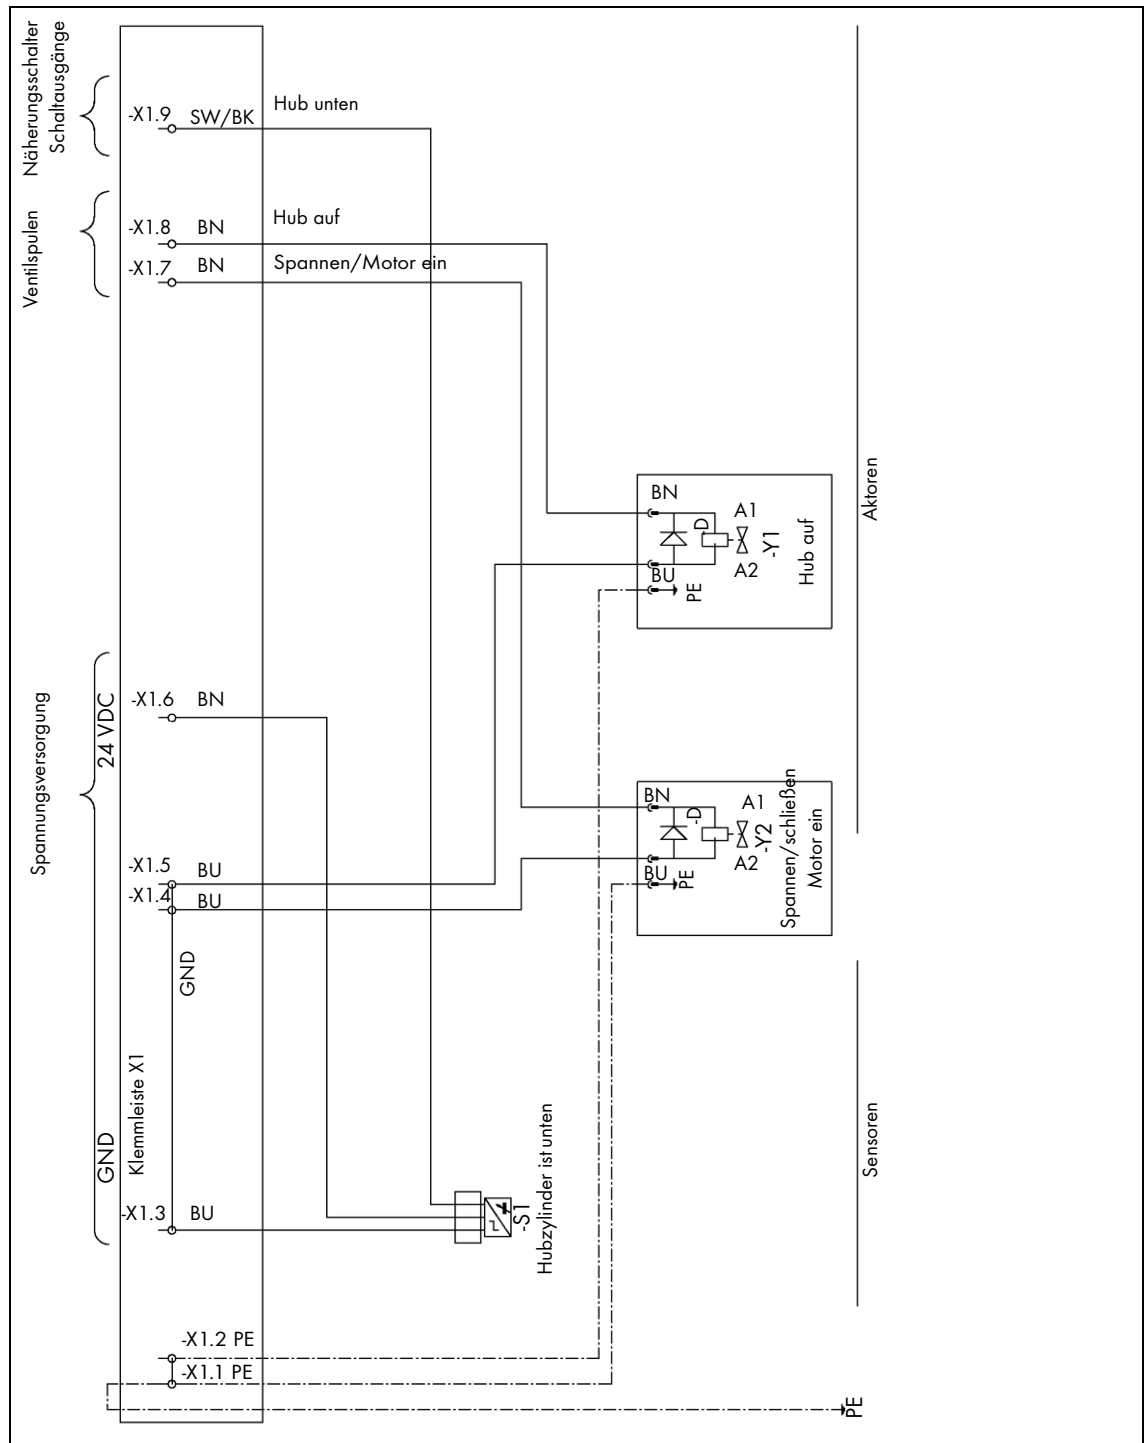 Näherungsschalter
Schaltausgänge
-X1.9
SW/BK
Hub unten
Ventilspulen
-X1.8
BN
Hub auf
-X1.7
BN
Spannen/Motor ein
Aktoren
BN
-D
A1
A2
-Y1
Hub auf
BU
PE
Spannungsversorgung
24 VDC
-X1.6
BN
BN
-D
A1
A2
-Y2
Spannen/schließen
Motor ein
BU
PE
-X1.5
BU
-X1.4
BU
GND
Klemmleiste X1
GND
-X1.3
BU
-S1
Hubzylinder ist unten
Sensoren
-X1.2 PE
-X1.1 PE
PE